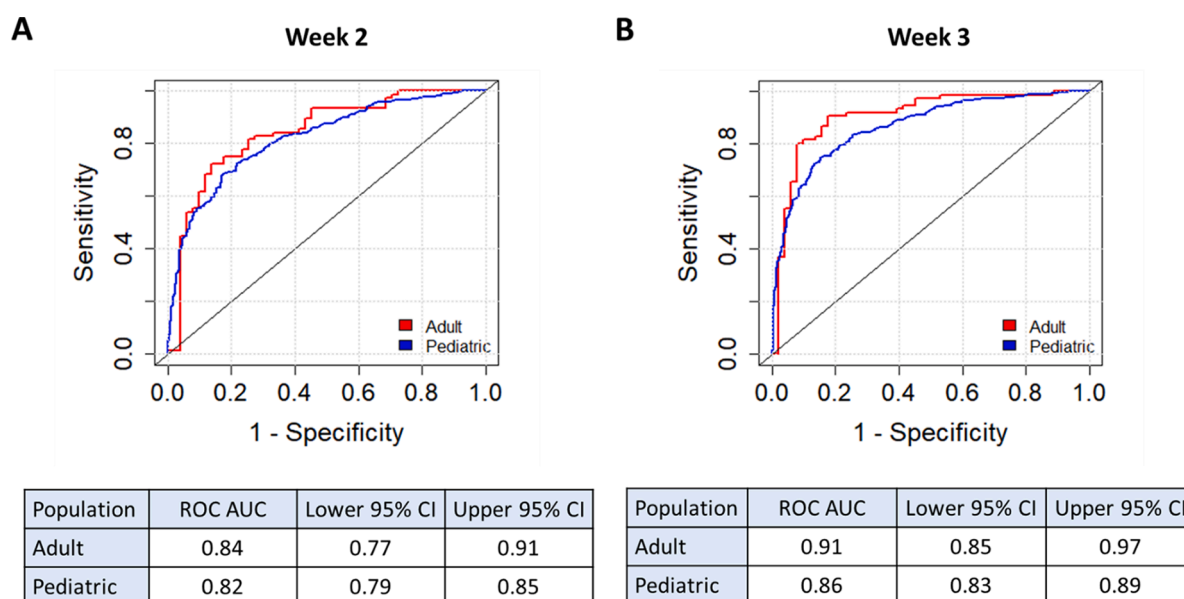 A
Week 2
Sensitivity
0.8
0.4
0.0
Adult
Pediatric
0.0 0.2 0.4 0.6 0.8 1.0
1 - Specificity
Population ROC AUC Lower 95% CI Upper 95% CI
Adult 0.84 0.77 0.91
Pediatric 0.82 0.79 0.85
B
Week 3
Sensitivity
0.8
0.4
0.0
Adult
Pediatric
0.0 0.2 0.4 0.6 0.8 1.0
1 - Specificity
Population ROC AUC Lower 95% CI Upper 95% CI
Adult 0.91 0.85 0.97
Pediatric 0.86 0.83 0.89